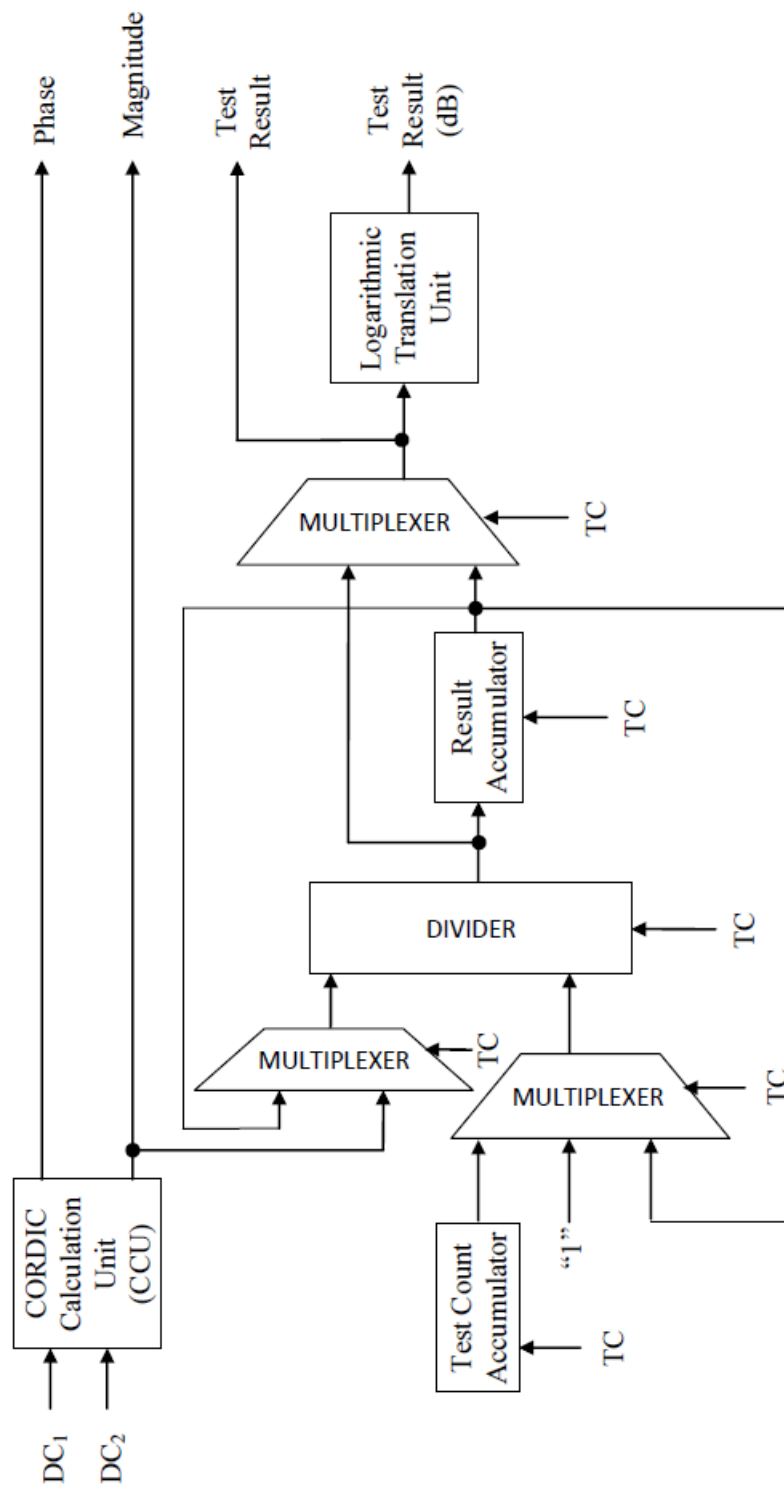 DC₁
DC₂
CORDIC
Calculation
Unit
(CCU)
Phase
Magnitude
Test
Result
Test
Result
(dB)
Logarithmic
Translation
Unit
MULTIPLEXER
TC
Result
Accumulator
TC
DIVIDER
TC
MULTIPLEXER
TC
MULTIPLEXER
TC
Test Count
Accumulator
TC
“1”